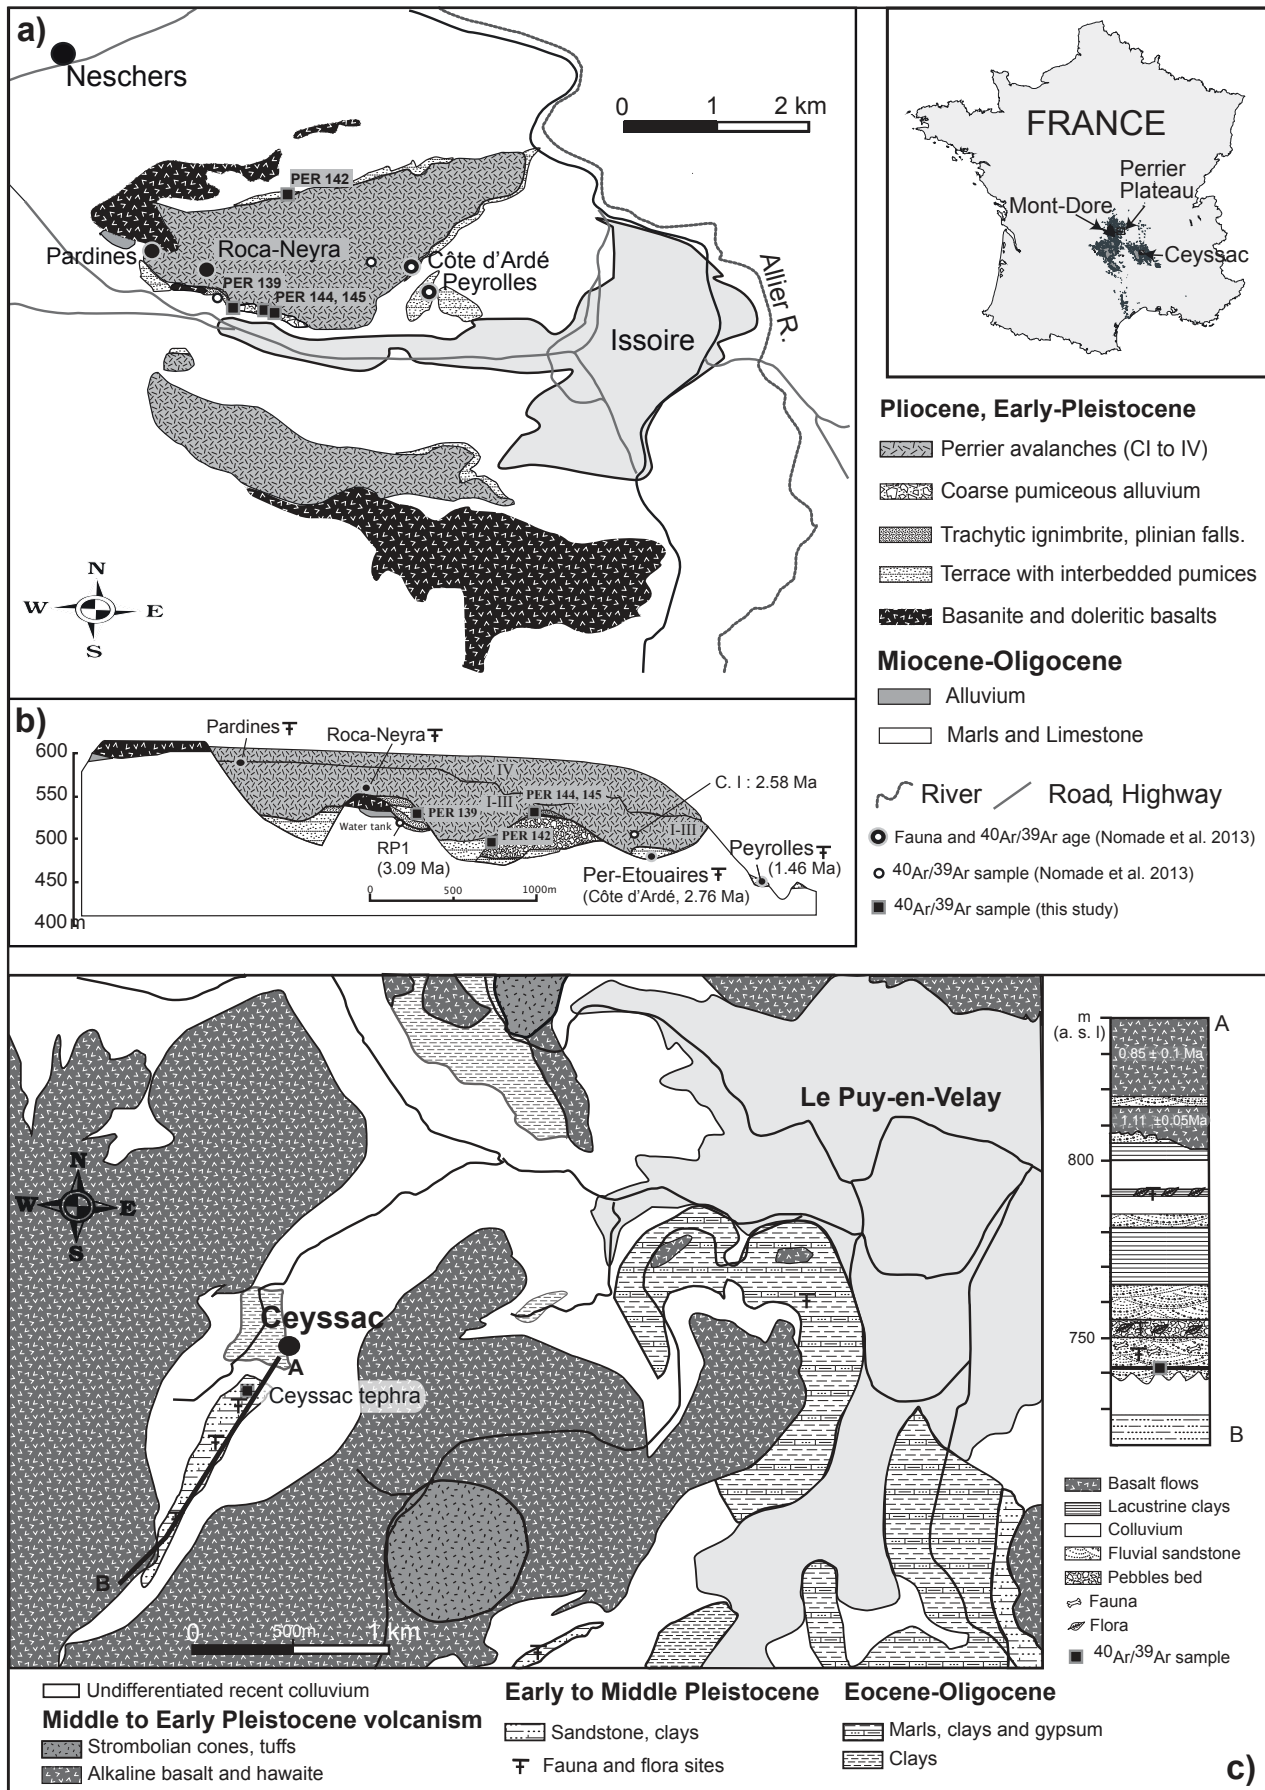 a)
Neschers
0 1 2 km
PER 142
Pardines
Roca-Neyra
Côte d'Ardé
Peyrolles
PER 139
PER 144, 145
Issoire
Allier R.
N
W E
S
FRANCE
Perrier
Plateau
Mont-Dore
Ceyssac
Pliocene, Early-Pleistocene
Perrier avalanches (CI to IV)
Coarse pumiceous alluvium
Trachytic ignimbrite, plinian falls.
Terrace with interbedded pumices
Basanite and doleritic basalts
Miocene-Oligocene
Alluvium
Marls and Limestone
River
Road, Highway
Fauna and 40Ar/39Ar age (Nomade et al. 2013)
40Ar/39Ar sample (Nomade et al. 2013)
40Ar/39Ar sample (this study)
b)
600
550
500
450
400 m
Pardines
Roca-Neyra
IV
C. I : 2.58 Ma
I-III
PER 144, 145
PER 139
I-III
Water tank
PER 142
RP1
(3.09 Ma)
Peyrolles
(1.46 Ma)
Per-Etouaires
(Côte d'Ardé, 2.76 Ma)
0 500 1000m
Le Puy-en-Velay
N
W E
S
Ceyssac
A
Ceyssac tephra
B
0 500m 1 km
m
(a. s. l)
A
0.85 ± 0.1 Ma
1.11 ±0.05Ma
800
750
B
Basalt flows
Lacustrine clays
Colluvium
Fluvial sandstone
Pebbles bed
Fauna
Flora
40Ar/39Ar sample
Undifferentiated recent colluvium
Middle to Early Pleistocene volcanism
Strombolian cones, tuffs
Alkaline basalt and hawaite
Early to Middle Pleistocene
Sandstone, clays
Fauna and flora sites
Eocene-Oligocene
Marls, clays and gypsum
Clays
c)